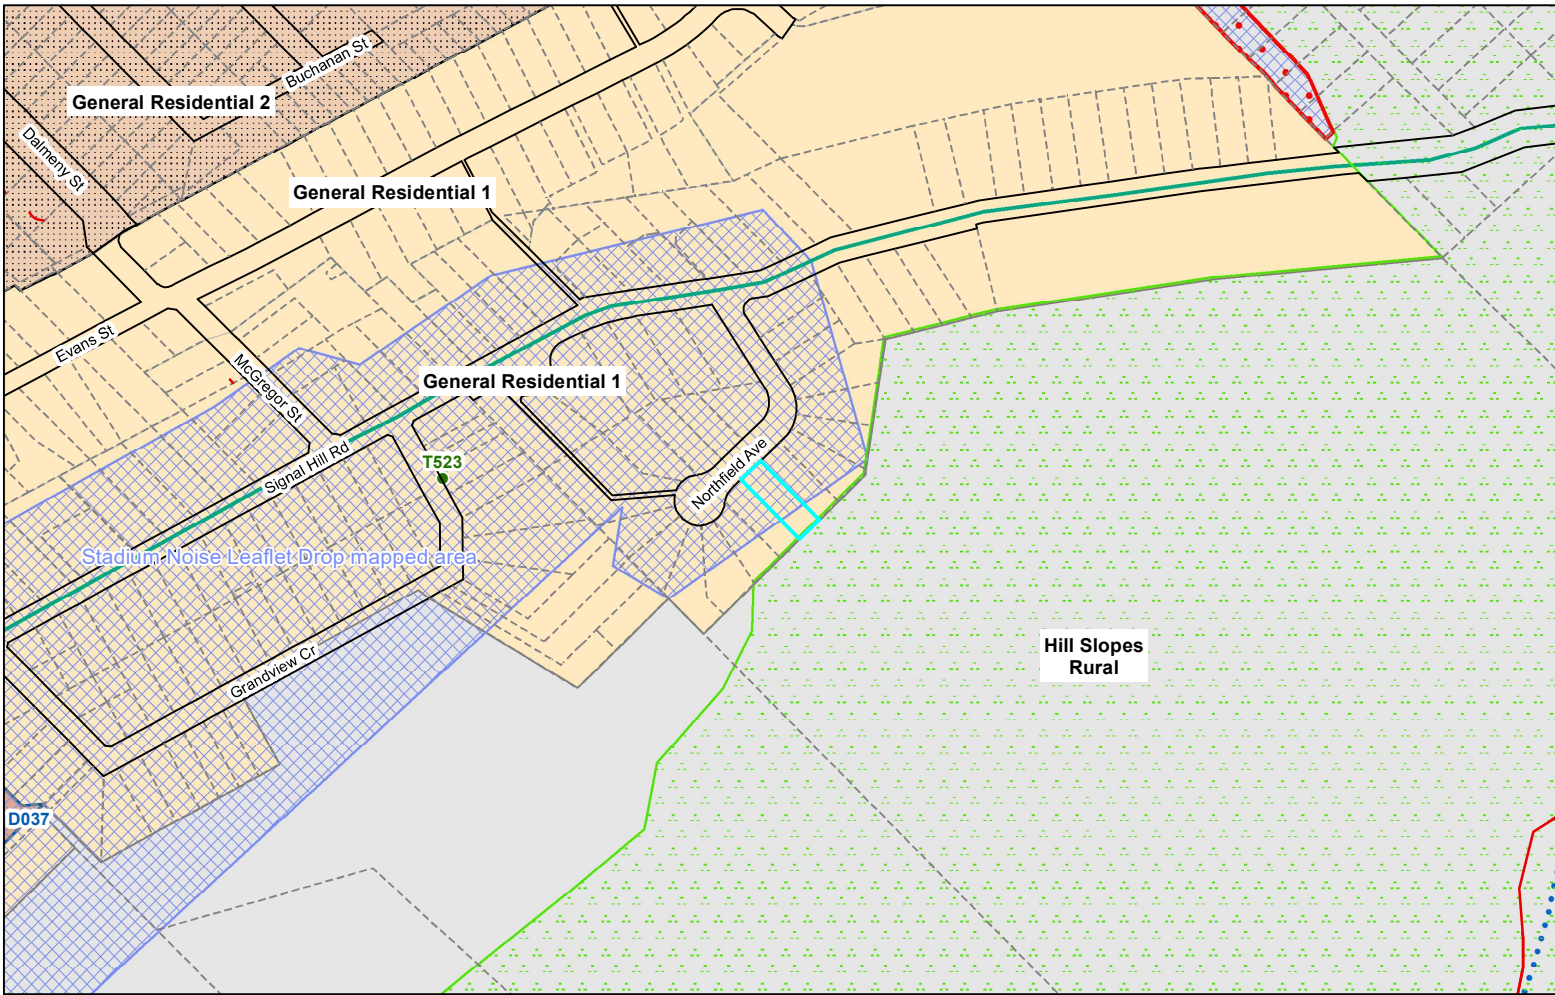 Buchanan St
General Residential 2
Dalmeny St
General Residential 1
Evans St
McGregor St
General Residential 1
Signal Hill Rd
T523
Northfield Ave
Stadium Noise Leaflet Drop mapped area
Grandview Cr
Hill Slopes
Rural
D037